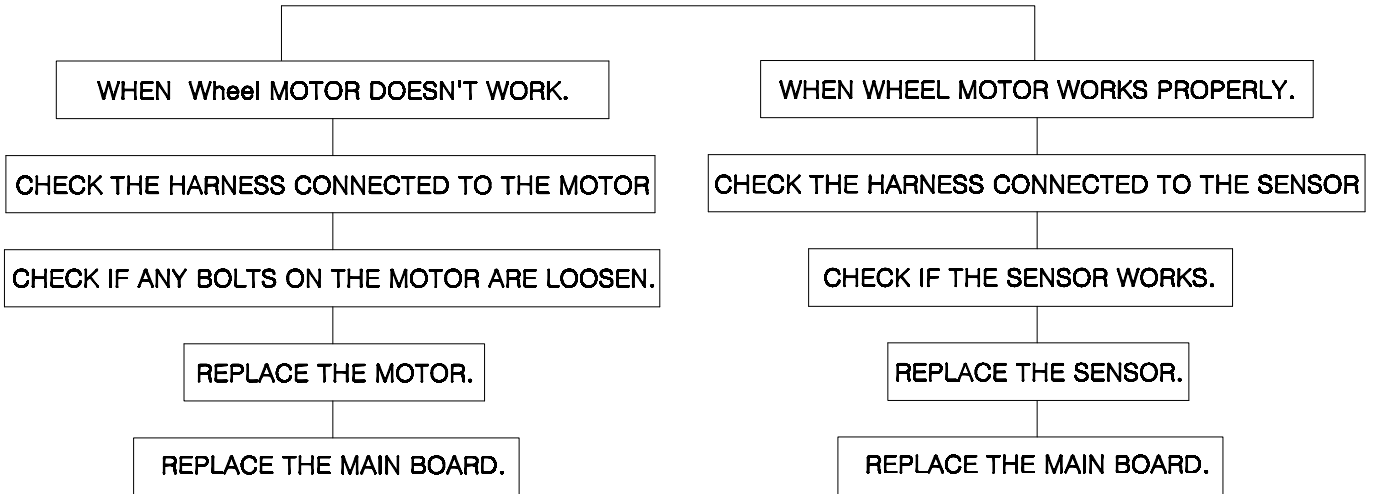 WHEN Wheel MOTOR DOESN'T WORK.
CHECK THE HARNESS CONNECTED TO THE MOTOR
CHECK IF ANY BOLTS ON THE MOTOR ARE LOOSEN.
REPLACE THE MOTOR.
REPLACE THE MAIN BOARD.
WHEN WHEEL MOTOR WORKS PROPERLY.
CHECK THE HARNESS CONNECTED TO THE SENSOR
CHECK IF THE SENSOR WORKS.
REPLACE THE SENSOR.
REPLACE THE MAIN BOARD.